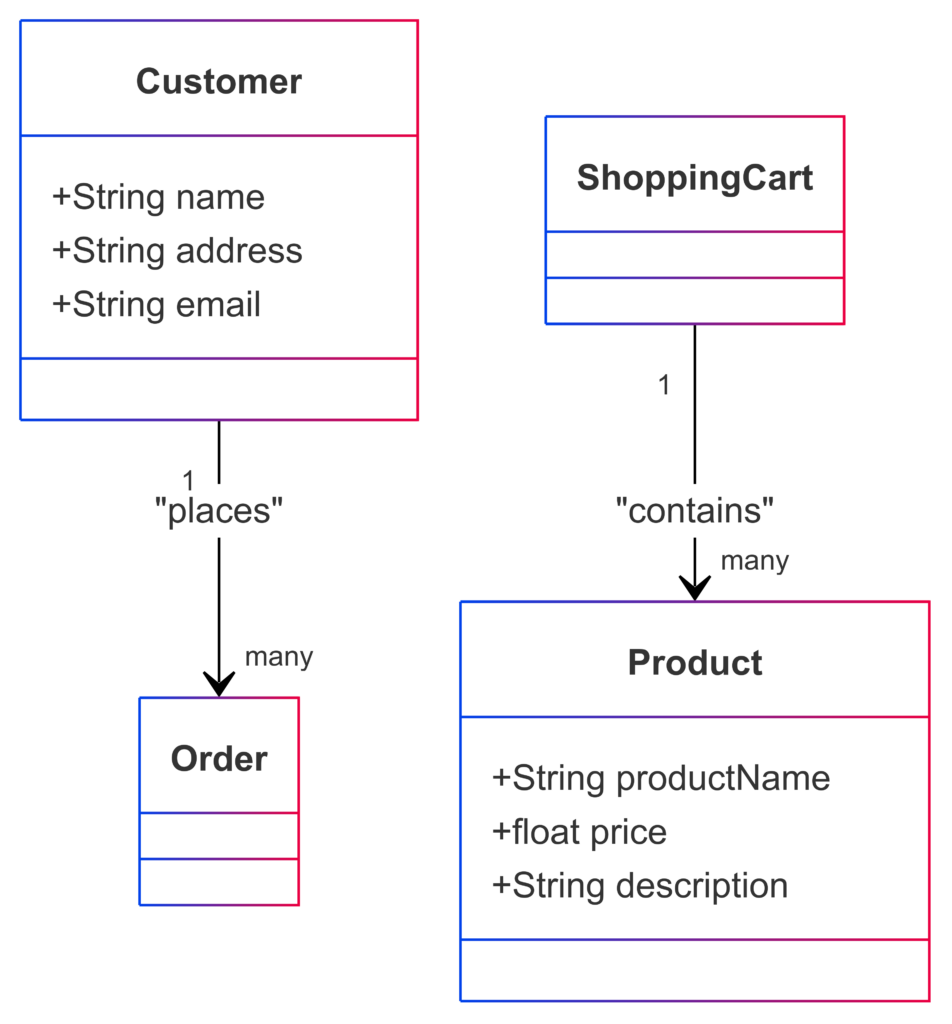 Customer
+String name
+String address
+String email
1
"places"
many
Order
ShoppingCart
1
"contains"
many
Product
+String productName
+float price
+String description